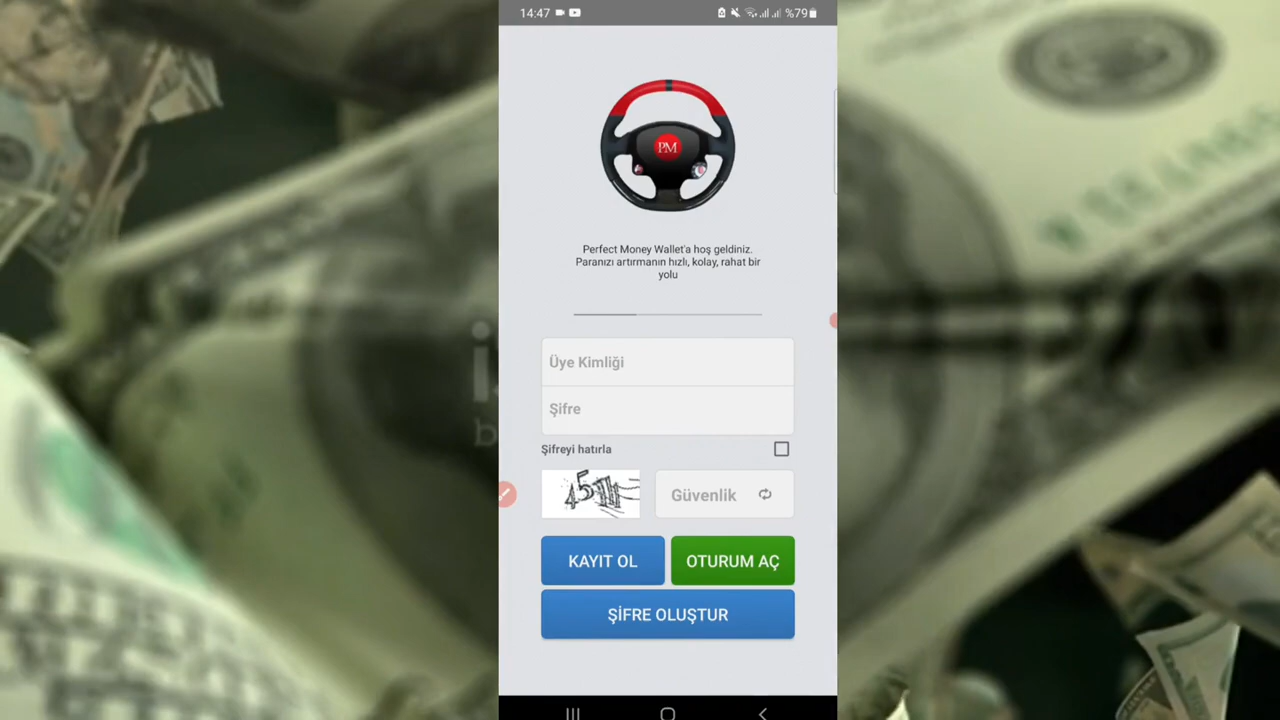 14:47
%79
PM
Perfect Money Wallet'a hoş geldiniz.
Paranızı artırmanın hızlı, kolay, rahat bir
yolu
Üye Kimliği
Şifre
Şifreyi hatırla
Güvenlik
KAYIT OL
OTURUM AÇ
ŞİFRE OLUŞTUR